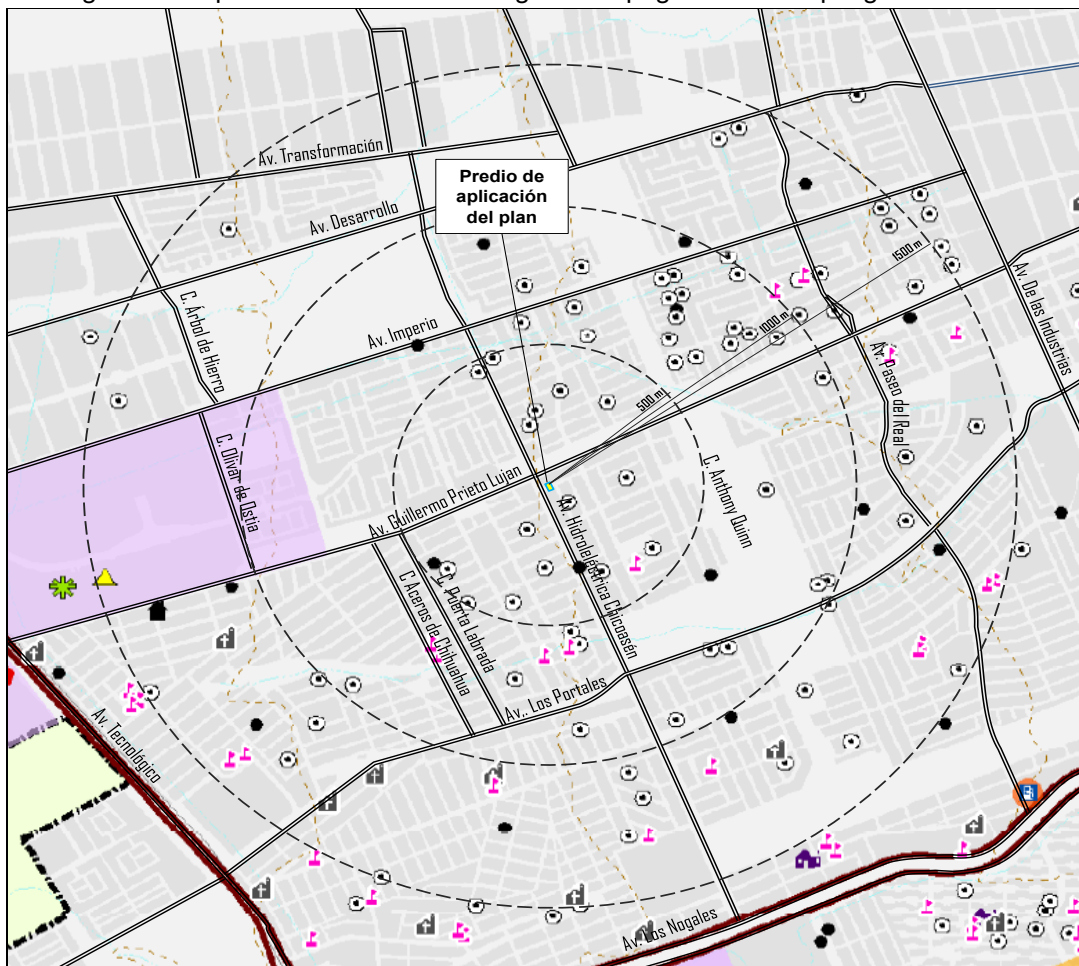 Av. Transformación
Predio de
aplicación
del plan
Av. Desarrollo
1500 m
Av. De las Industrias
C. Árbol de Hierro
Av. Imperio
1000 m
Av. Paseo del Real
500 m
C. Olivar de Ostia
Av. Guillermo Prieto Lujan
C. Anthony Quinn
Av. Hidroleléctrica Chicoasén
C. Puerta Labrada
C Aceros de Chihuahua
Av.. Los Portales
Av. Tecnológico
Av. Los Nogales